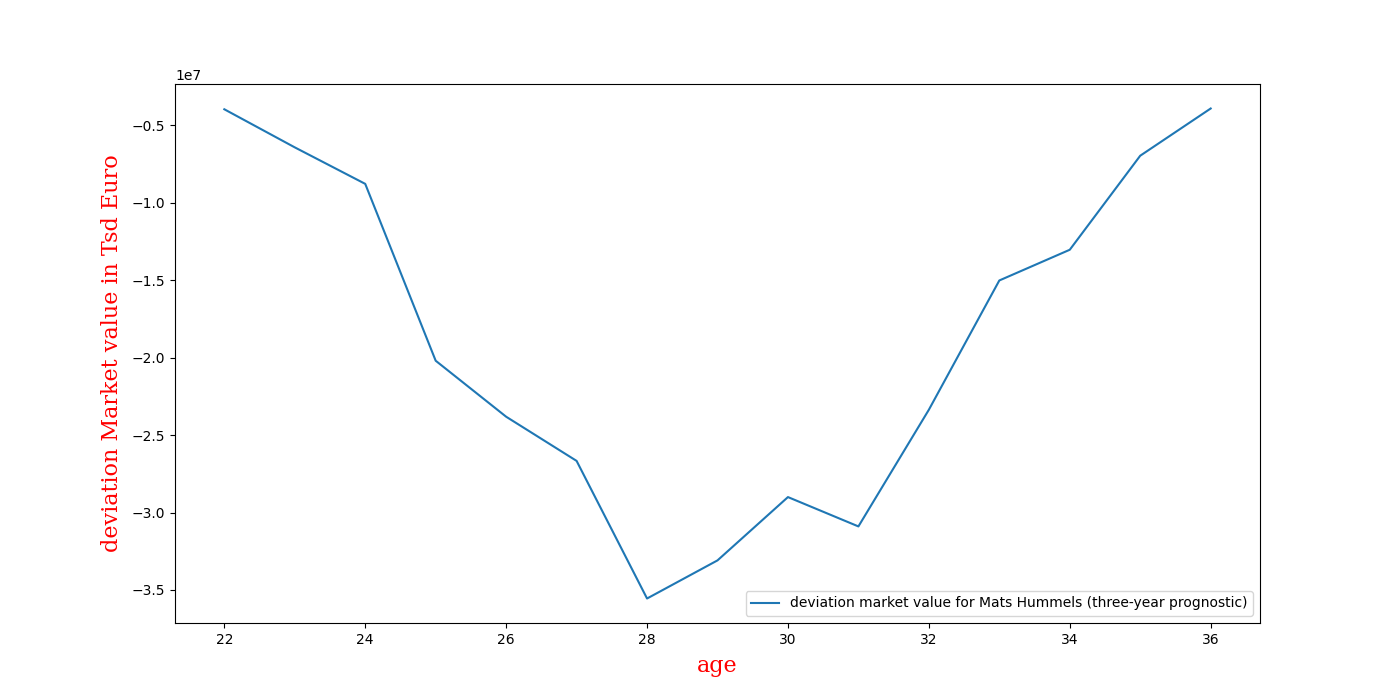 1e7
−0.5
−1.0
−1.5
−2.0
−2.5
−3.0
−3.5
deviation Market value in Tsd Euro
deviation market value for Mats Hummels (three-year prognostic)
22 24 26 28 30 32 34 36
age